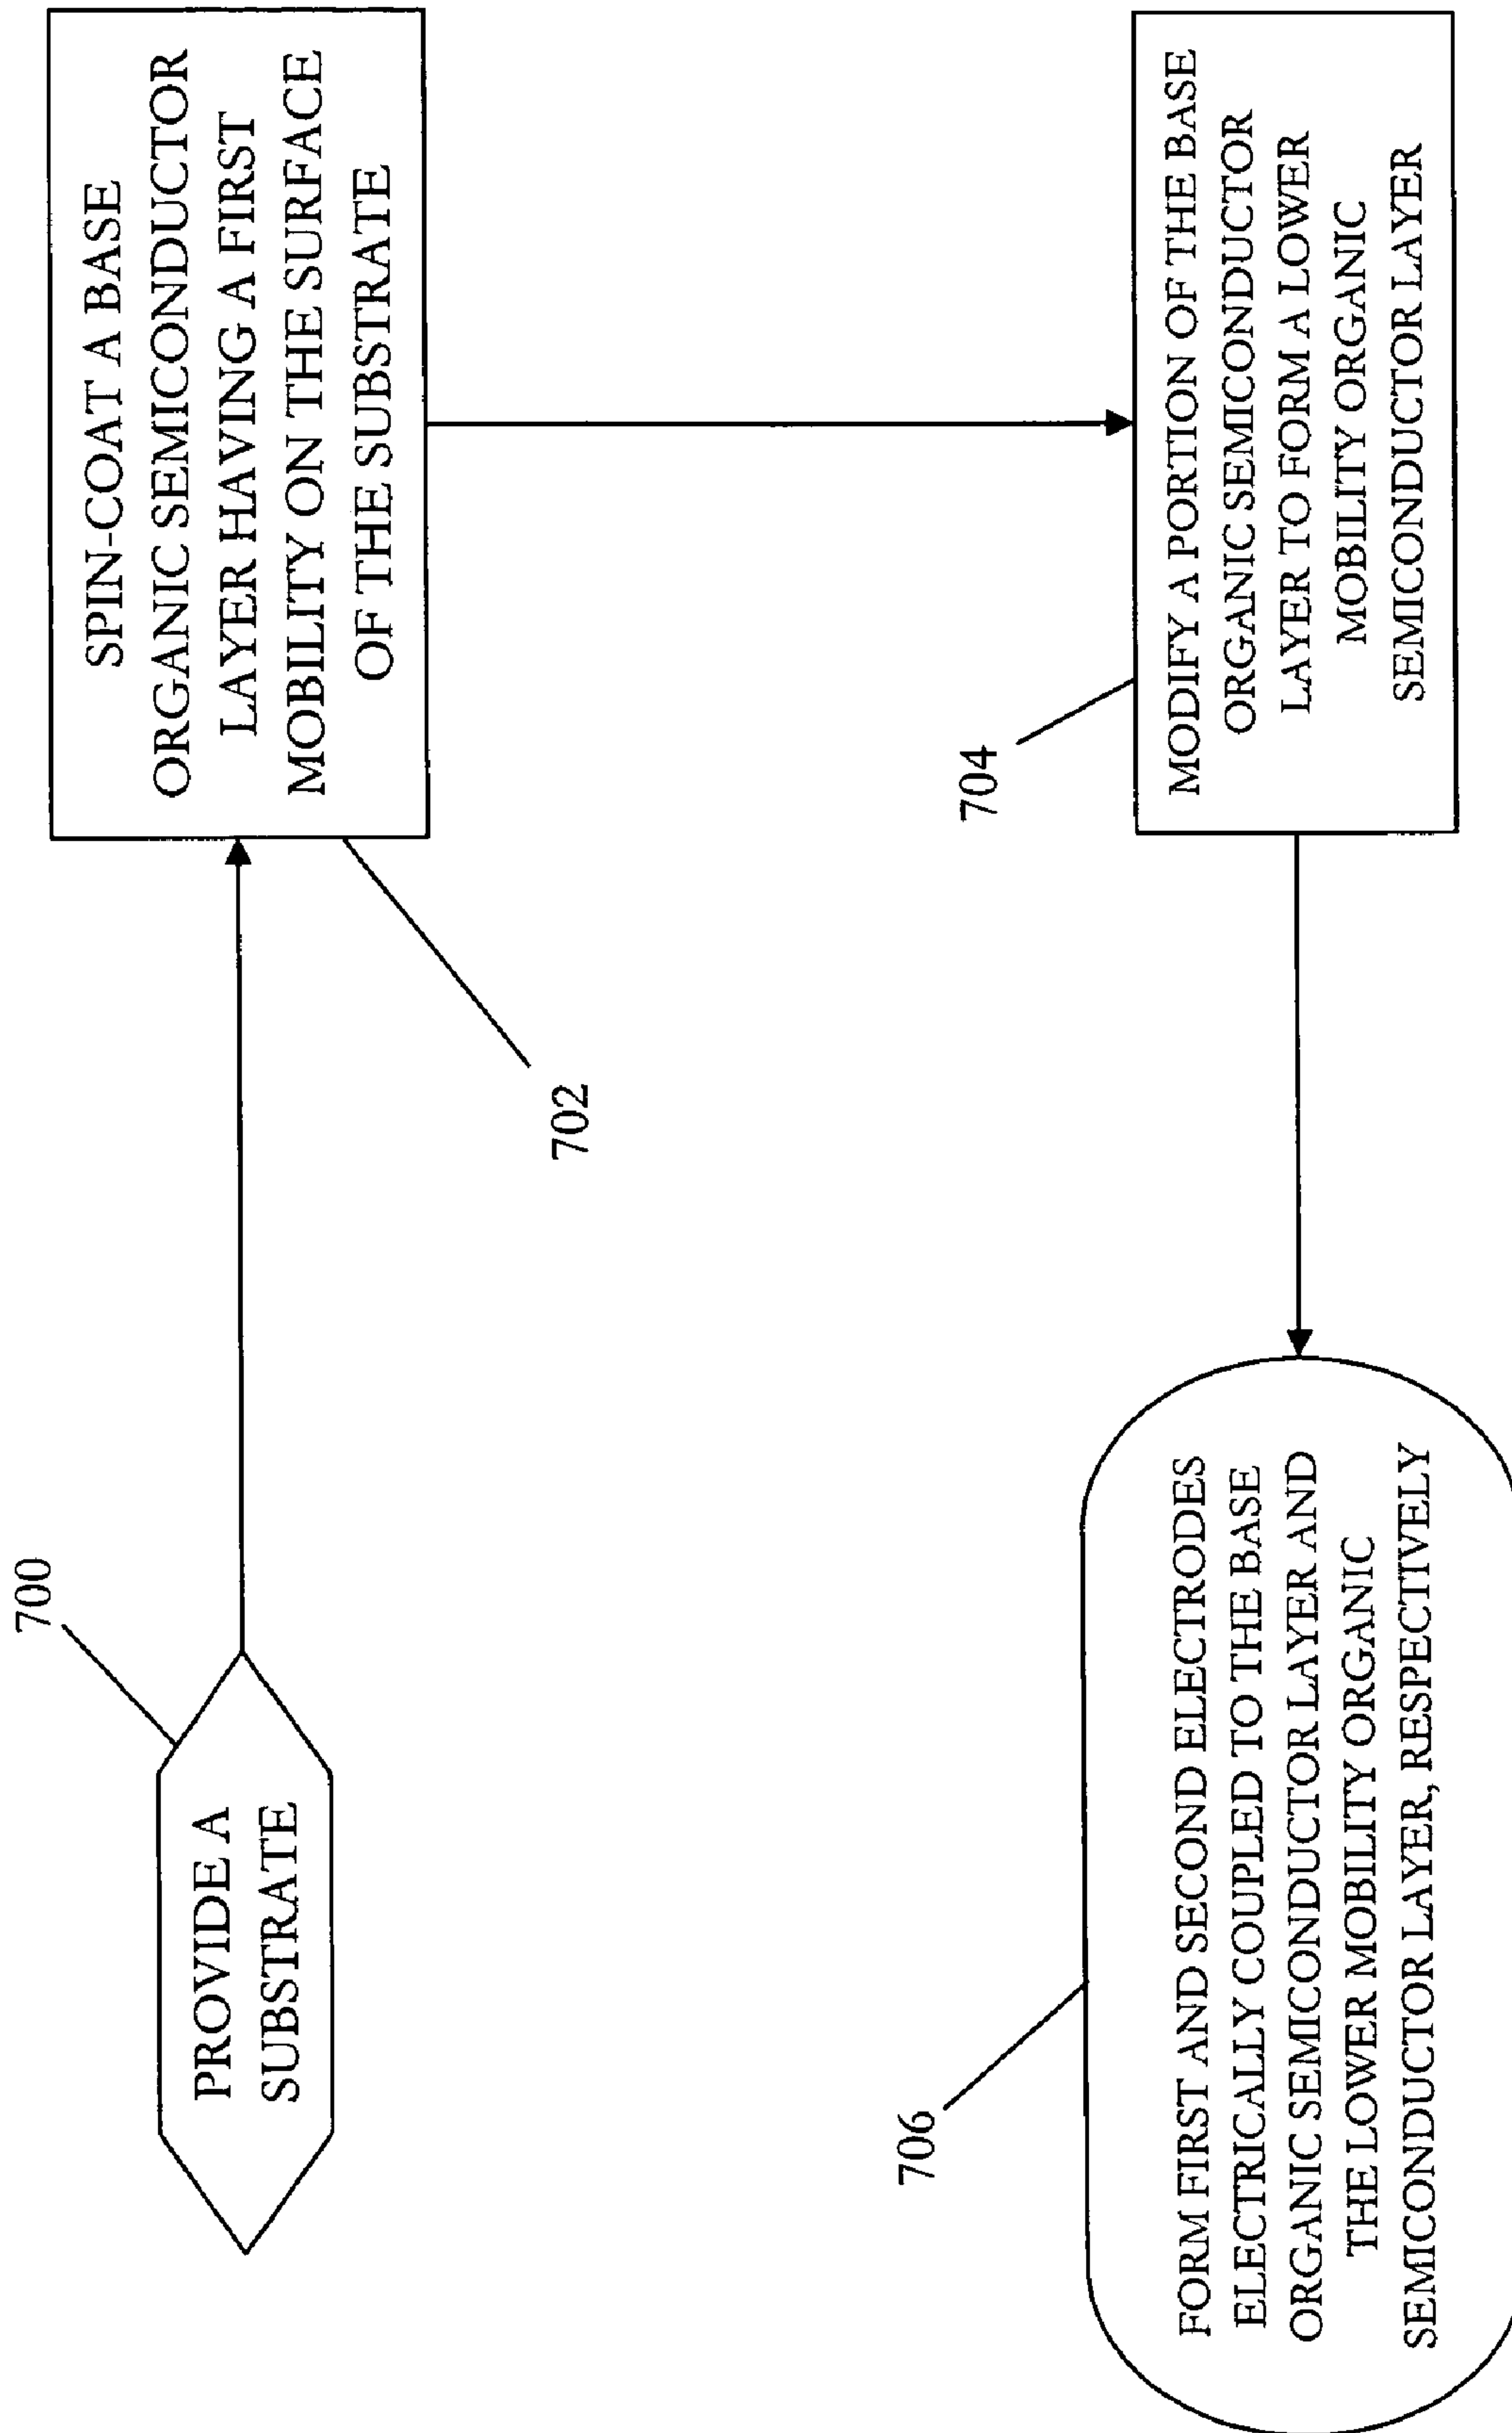 700
PROVIDE A
SUBSTRATE
702
SPIN-COAT A BASE
ORGANIC SEMICONDUCTOR
LAYER HAVING A FIRST
MOBILITY ON THE SURFACE
OF THE SUBSTRATE
704
MODIFY A PORTION OF THE BASE
ORGANIC SEMICONDUCTOR
LAYER TO FORM A LOWER
MOBILITY ORGANIC
SEMICONDUCTOR LAYER
706
FORM FIRST AND SECOND ELECTRODES
ELECTRICALLY COUPLED TO THE BASE
ORGANIC SEMICONDUCTOR LAYER AND
THE LOWER MOBILITY ORGANIC
SEMICONDUCTOR LAYER, RESPECTIVELY